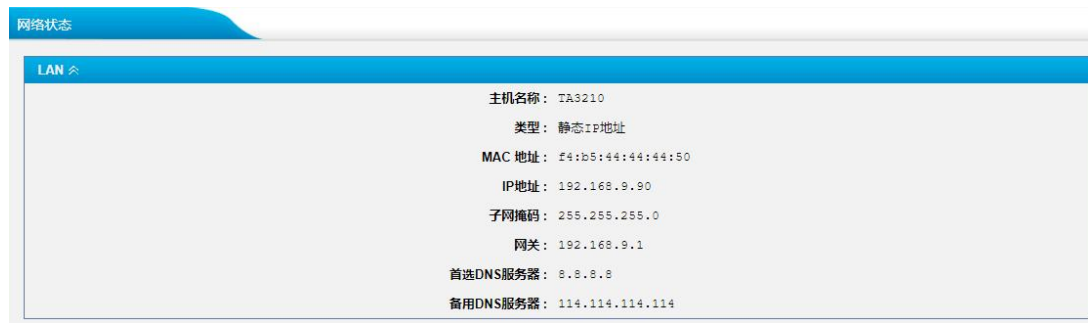 网络状态
LAN
主机名称： TA3210
类型： 静态IP地址
MAC 地址： f4:b5:44:44:44:50
IP地址： 192.168.9.90
子网掩码： 255.255.255.0
网关： 192.168.9.1
首选DNS服务器： 8.8.8.8
备用DNS服务器： 114.114.114.114